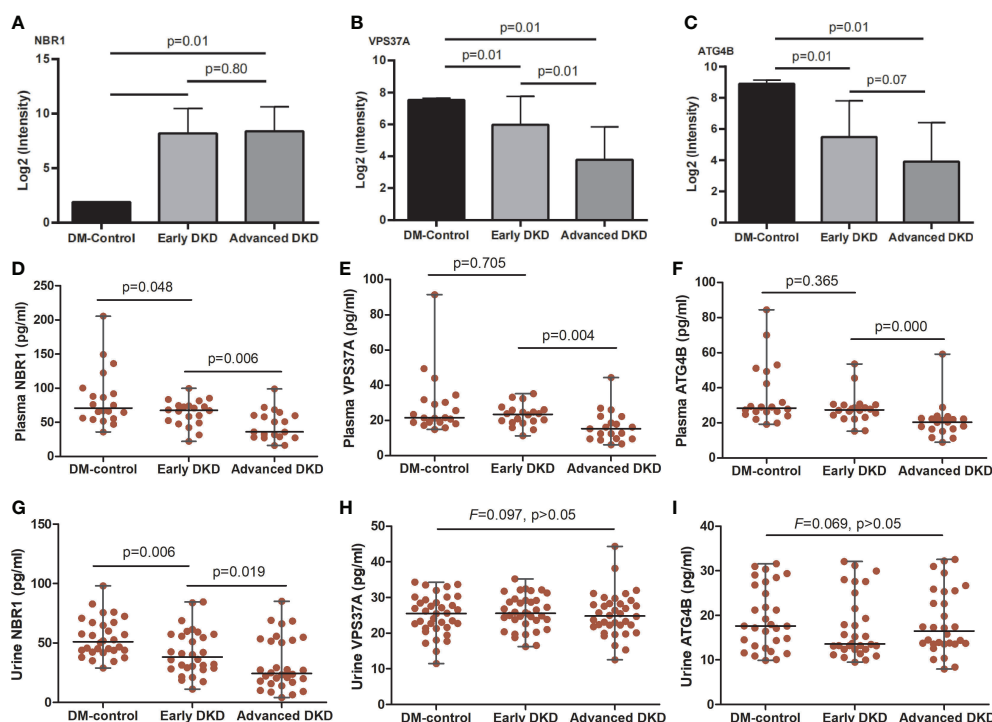 A
NBR1
p=0.01
p=0.80
Log2 (Intensity)
15
10
5
0
DM-Control Early DKD Advanced DKD
B
VPS37A
p=0.01
p=0.01
p=0.01
Log2 (Intensity)
10
8
6
4
2
0
DM-Control Early DKD Advanced DKD
C
ATG4B
p=0.01
p=0.01
p=0.07
Log2 (Intensity)
10
8
6
4
2
0
DM-Control Early DKD Advanced DKD
D
p=0.048
p=0.006
Plasma NBR1 (pg/ml)
250
200
150
100
50
0
DM-control Early DKD Advanced DKD
E
p=0.705
p=0.004
Plasma VPS37A (pg/ml)
100
80
60
40
20
0
DM-control Early DKD Advanced DKD
F
p=0.365
p=0.000
Plasma ATG4B (pg/ml)
100
80
60
40
20
0
DM-control Early DKD Advanced DKD
G
p=0.006
p=0.019
Urine NBR1 (pg/ml)
150
100
50
0
DM-control Early DKD Advanced DKD
H
F=0.097, p>0.05
Urine VPS37A (pg/ml)
50
40
30
20
10
0
DM-control Early DKD Advanced DKD
I
F=0.069, p>0.05
Urine ATG4B (pg/ml)
40
30
20
10
0
DM-control Early DKD Advanced DKD